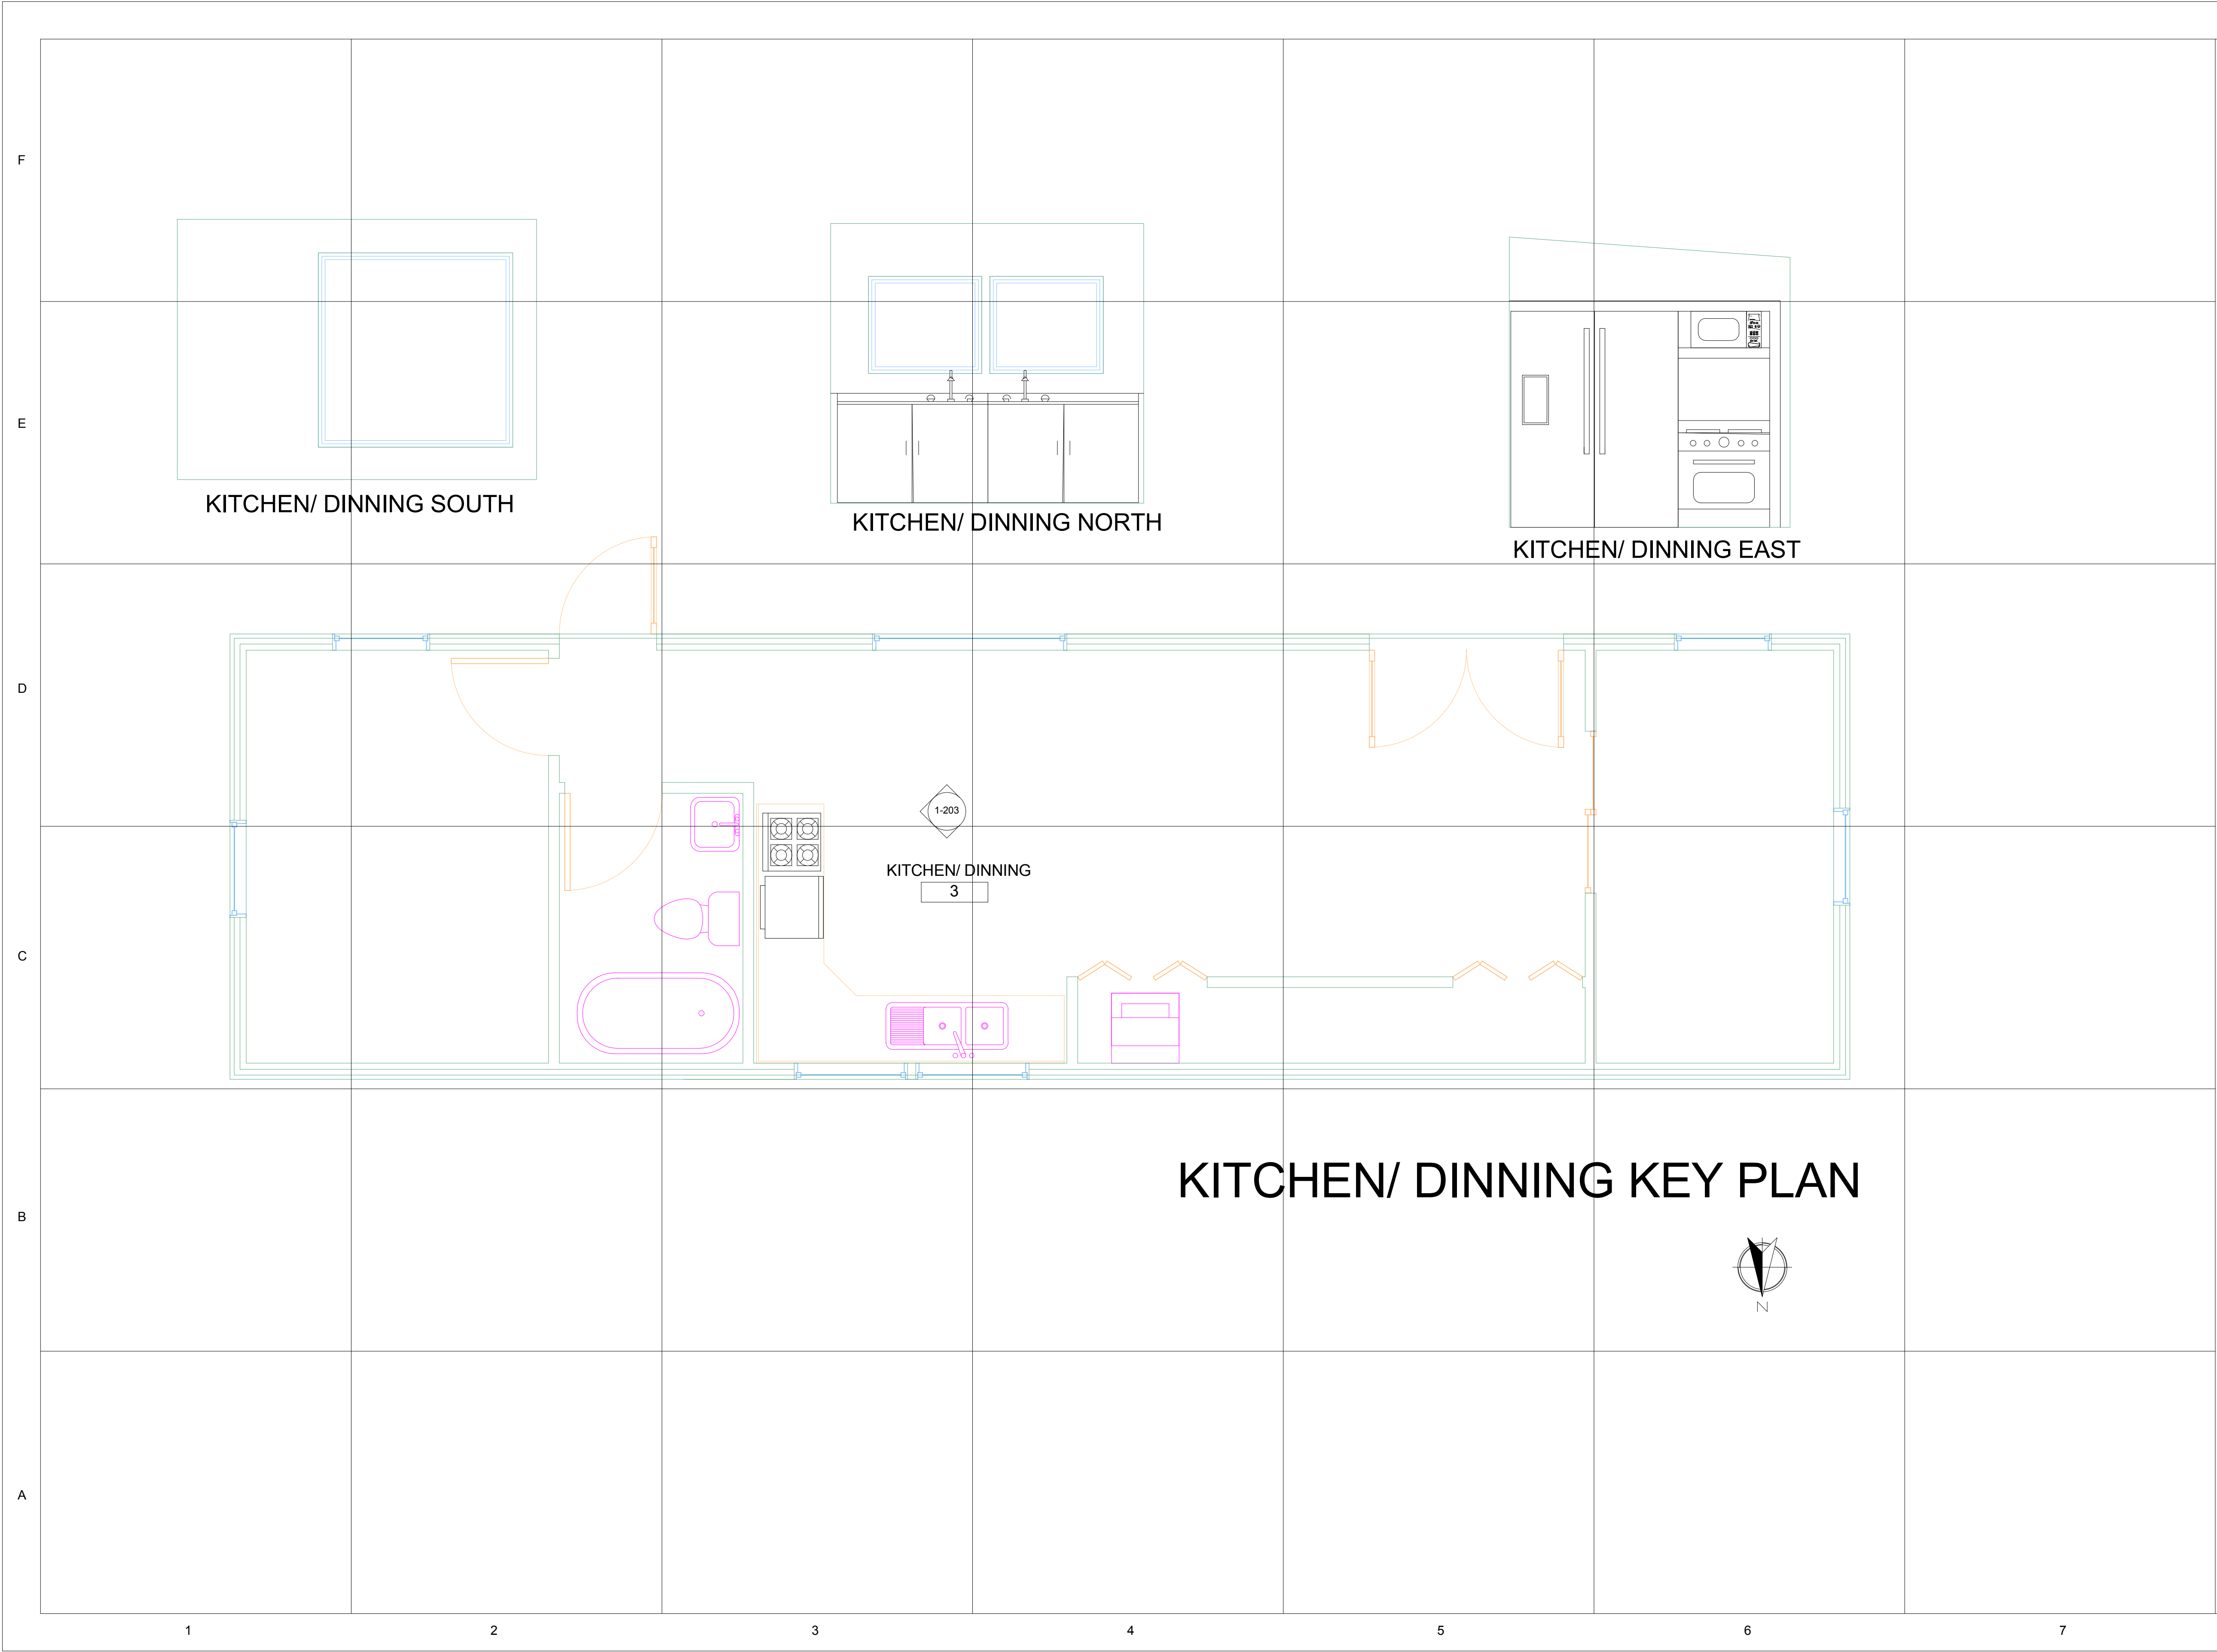 F
E
KITCHEN/ DINNING SOUTH
KITCHEN/ DINNING NORTH
KITCHEN/ DINNING EAST
D
1-203
KITCHEN/ DINNING
3
C
KITCHEN/ DINNING KEY PLAN
B
N
A
1 2 3 4 5 6 7